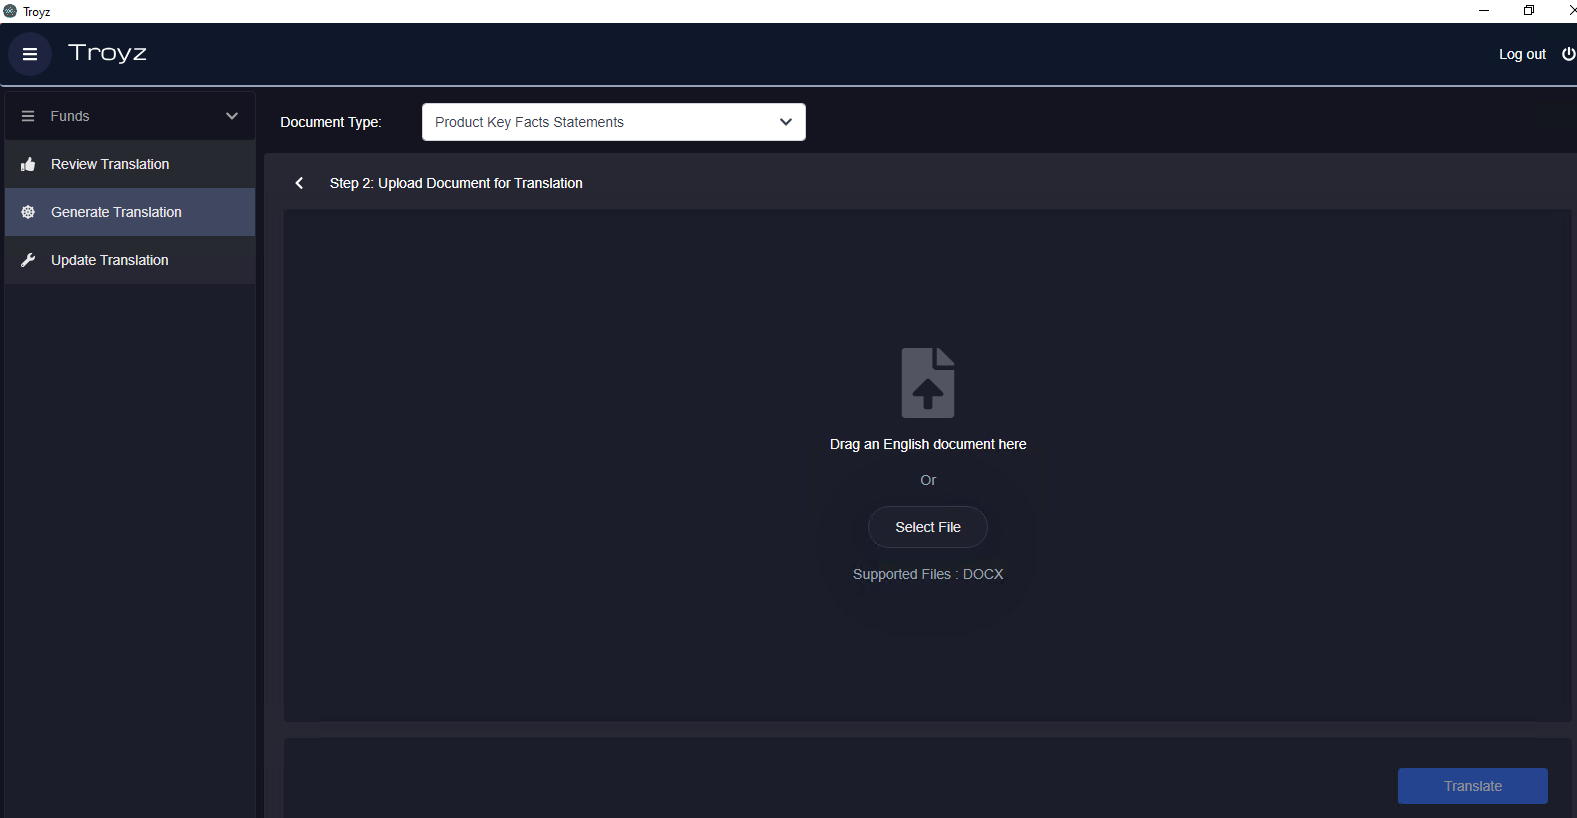 Troyz
Troyz
Log out
Funds
Document Type:
Product Key Facts Statements
Review Translation
Step 2: Upload Document for Translation
Generate Translation
Update Translation
Drag an English document here
Or
Select File
Supported Files : DOCX
Translate